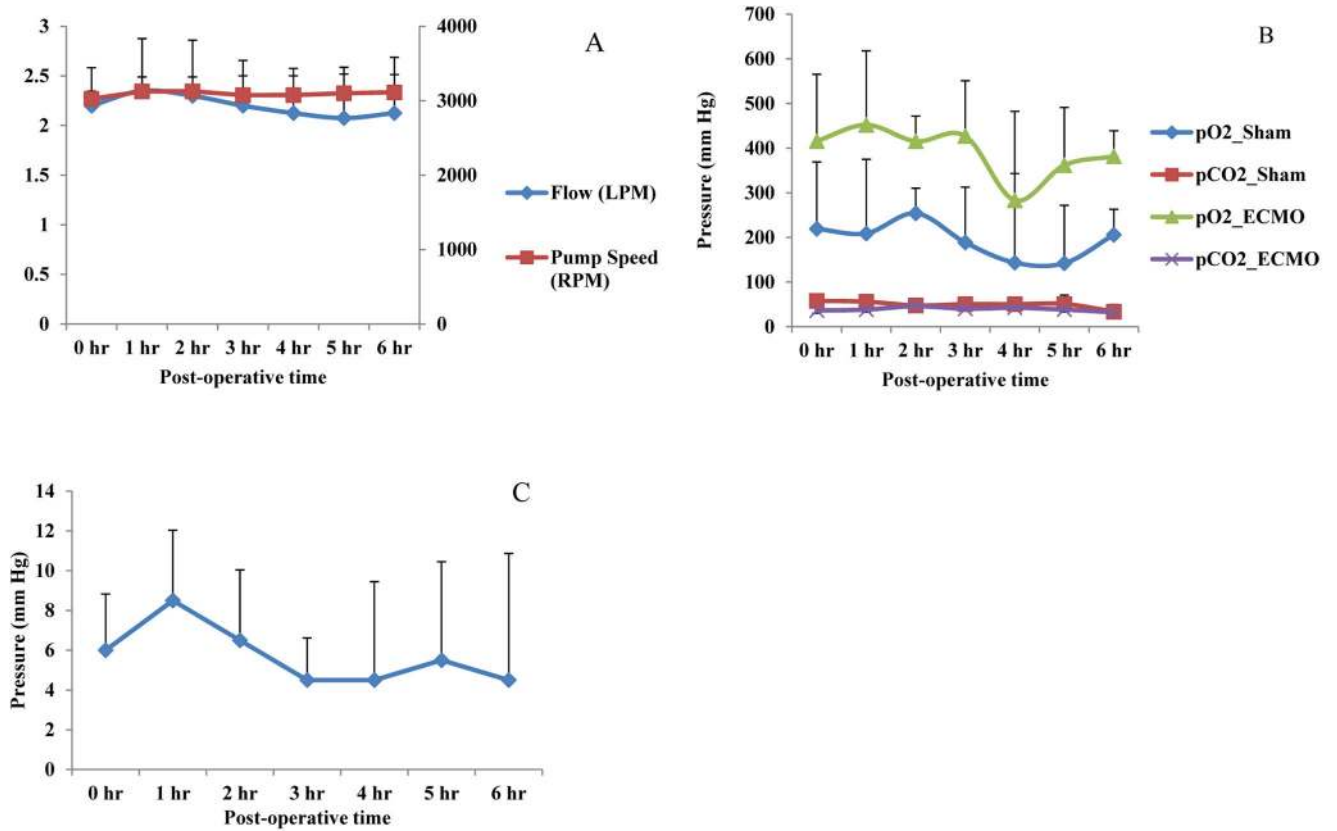 A
3
2.5
2
1.5
1
0.5
0
4000
3000
2000
1000
0
0 hr 1 hr 2 hr 3 hr 4 hr 5 hr 6 hr
Post-operative time
Flow (LPM)
Pump Speed
(RPM)
B
Pressure (mm Hg)
700
600
500
400
300
200
100
0
0 hr 1 hr 2 hr 3 hr 4 hr 5 hr 6 hr
Post-operative time
pO2_Sham
pCO2_Sham
pO2_ECMO
pCO2_ECMO
C
Pressure (mm Hg)
14
12
10
8
6
4
2
0
0 hr 1 hr 2 hr 3 hr 4 hr 5 hr 6 hr
Post-operative time